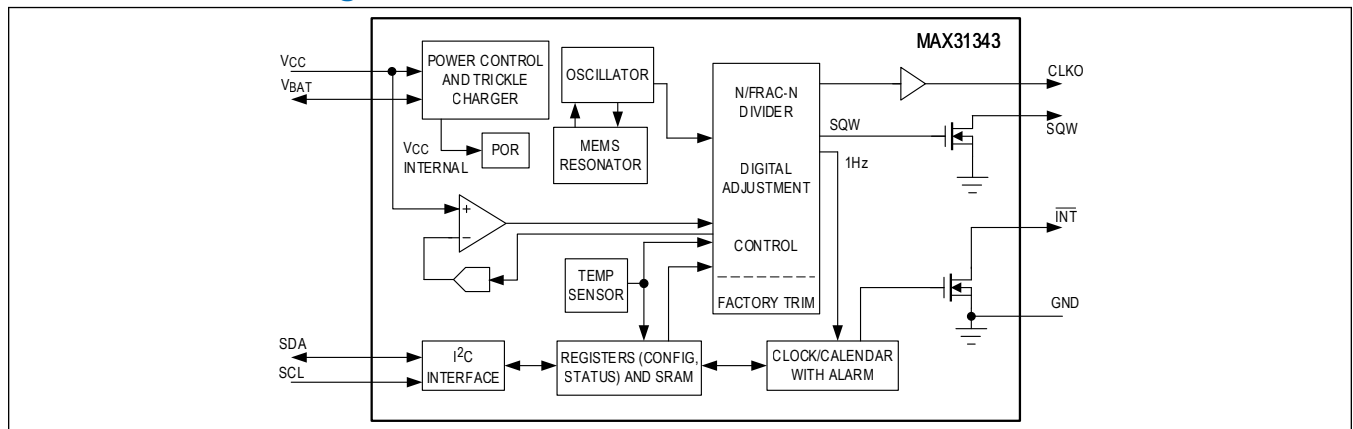 MAX31343
VCC
VBAT
POWER CONTROL
AND TRICKLE
CHARGER
VCC
INTERNAL
POR
OSCILLATOR
MEMS
RESONATOR
N/FRAC-N
DIVIDER
DIGITAL
ADJUSTMENT
CONTROL
FACTORY TRIM
SQW
1Hz
CLKO
SQW
INT
GND
+
–
TEMP
SENSOR
SDA
SCL
I2C
INTERFACE
REGISTERS (CONFIG,
STATUS) AND SRAM
CLOCK/CALENDAR
WITH ALARM